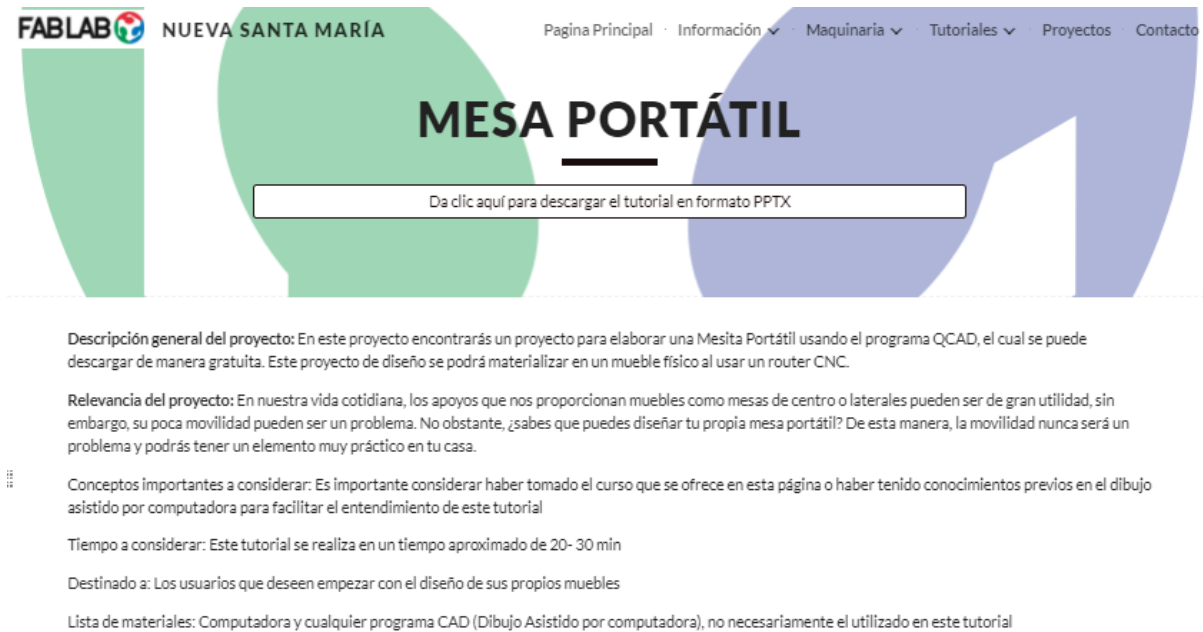 FAB LAB NUEVA SANTA MARÍA Pagina Principal · Información · Maquinaria · Tutoriales · Proyectos · Contacto
MESA PORTÁTIL
Da clic aquí para descargar el tutorial en formato PPTX
Descripción general del proyecto: En este proyecto encontrarás un proyecto para elaborar una Mesita Portátil usando el programa QCAD, el cual se puede
descargar de manera gratuita. Este proyecto de diseño se podrá materializar en un mueble físico al usar un router CNC.
Relevancia del proyecto: En nuestra vida cotidiana, los apoyos que nos proporcionan muebles como mesas de centro o laterales pueden ser de gran utilidad, sin
embargo, su poca movilidad pueden ser un problema. No obstante, ¿sabes que puedes diseñar tu propia mesa portátil? De esta manera, la movilidad nunca será un
problema y podrás tener un elemento muy práctico en tu casa.
Conceptos importantes a considerar: Es importante considerar haber tomado el curso que se ofrece en esta página o haber tenido conocimientos previos en el dibujo
asistido por computadora para facilitar el entendimiento de este tutorial
Tiempo a considerar: Este tutorial se realiza en un tiempo aproximado de 20- 30 min
Destinado a: Los usuarios que deseen empezar con el diseño de sus propios muebles
Lista de materiales: Computadora y cualquier programa CAD (Dibujo Asistido por computadora), no necesariamente el utilizado en este tutorial